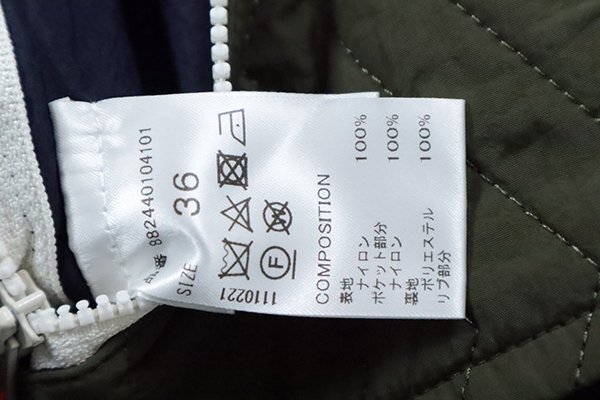 番 882440104101
SIZE 36
F
1110221
COMPOSITION
表地 ナイロン 100%
ポケット部分
ナイロン 100%
裏地 ポリエステル 100%
リブ部分